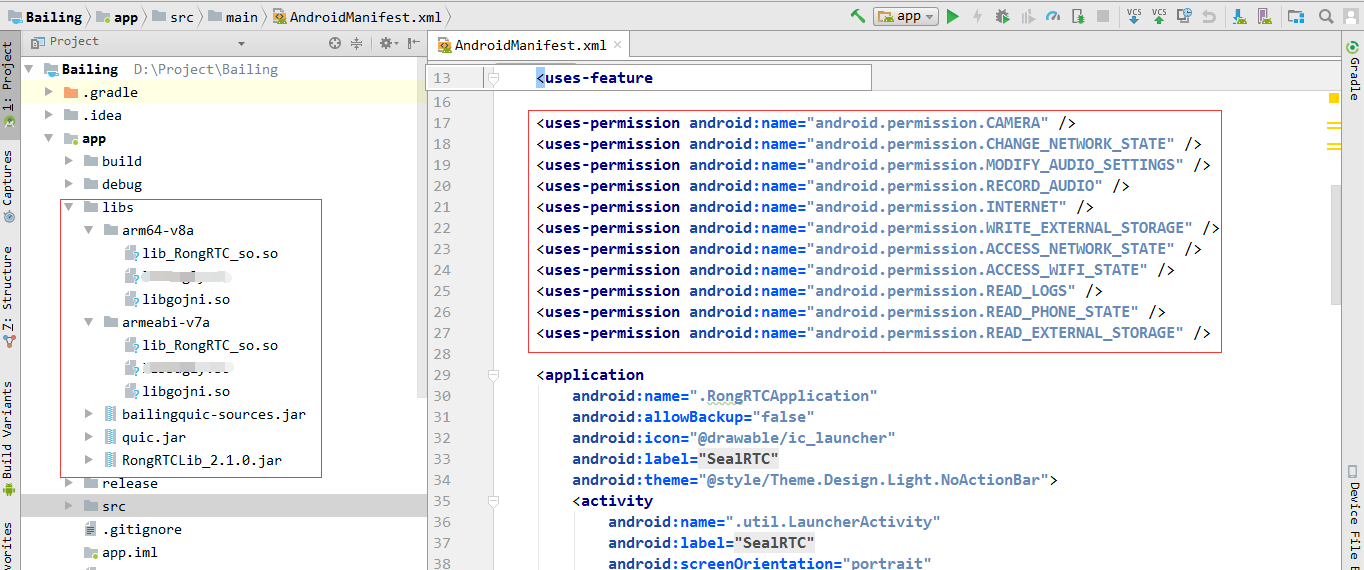 Bailing app src main AndroidManifest.xml app VCS VCS
Project AndroidManifest.xml
1: Project
Captures
Z: Structure
Build Variants
Bailing D:\Project\Bailing
.gradle
.idea
app
build
debug
libs
arm64-v8a
lib_RongRTC_so.so
libgojni.so
armeabi-v7a
lib_RongRTC_so.so
libgojni.so
bailingquic-sources.jar
quic.jar
RongRTCLib_2.1.0.jar
release
src
.gitignore
app.iml
13 <uses-feature
16
17 <uses-permission android:name="android.permission.CAMERA" />
18 <uses-permission android:name="android.permission.CHANGE_NETWORK_STATE" />
19 <uses-permission android:name="android.permission.MODIFY_AUDIO_SETTINGS" />
20 <uses-permission android:name="android.permission.RECORD_AUDIO" />
21 <uses-permission android:name="android.permission.INTERNET" />
22 <uses-permission android:name="android.permission.WRITE_EXTERNAL_STORAGE" />
23 <uses-permission android:name="android.permission.ACCESS_NETWORK_STATE" />
24 <uses-permission android:name="android.permission.ACCESS_WIFI_STATE" />
25 <uses-permission android:name="android.permission.READ_LOGS" />
26 <uses-permission android:name="android.permission.READ_PHONE_STATE" />
27 <uses-permission android:name="android.permission.READ_EXTERNAL_STORAGE" />
28
29 <application
30 android:name=".RongRTCApplication"
31 android:allowBackup="false"
32 android:icon="@drawable/ic_launcher"
33 android:label="SealRTC"
34 android:theme="@style/Theme.Design.Light.NoActionBar">
35 <activity
36 android:name=".util.LauncherActivity"
37 android:label="SealRTC"
38 android:screenOrientation="portrait"
Gradle
Device File